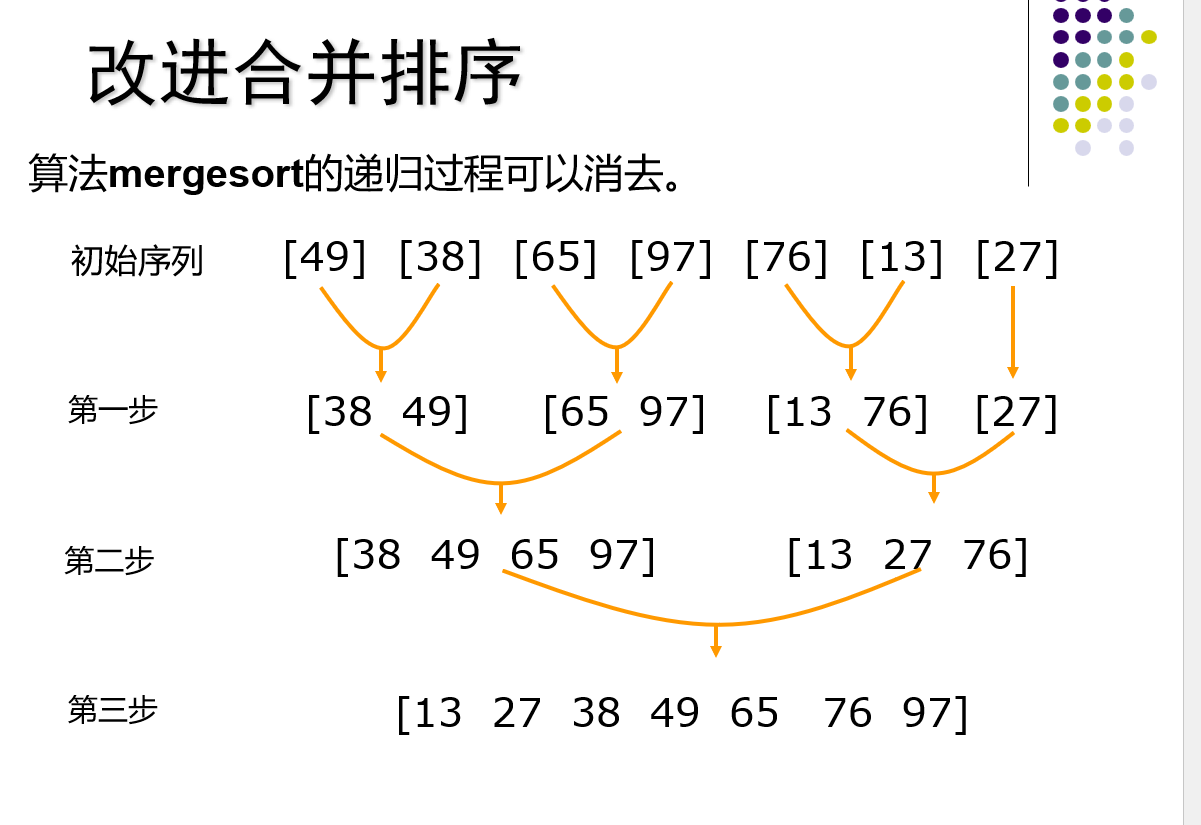 改进合并排序
算法mergesort的递归过程可以消去。
初始序列 [49] [38] [65] [97] [76] [13] [27]
第一步 [38 49] [65 97] [13 76] [27]
第二步 [38 49 65 97] [13 27 76]
第三步 [13 27 38 49 65 76 97]